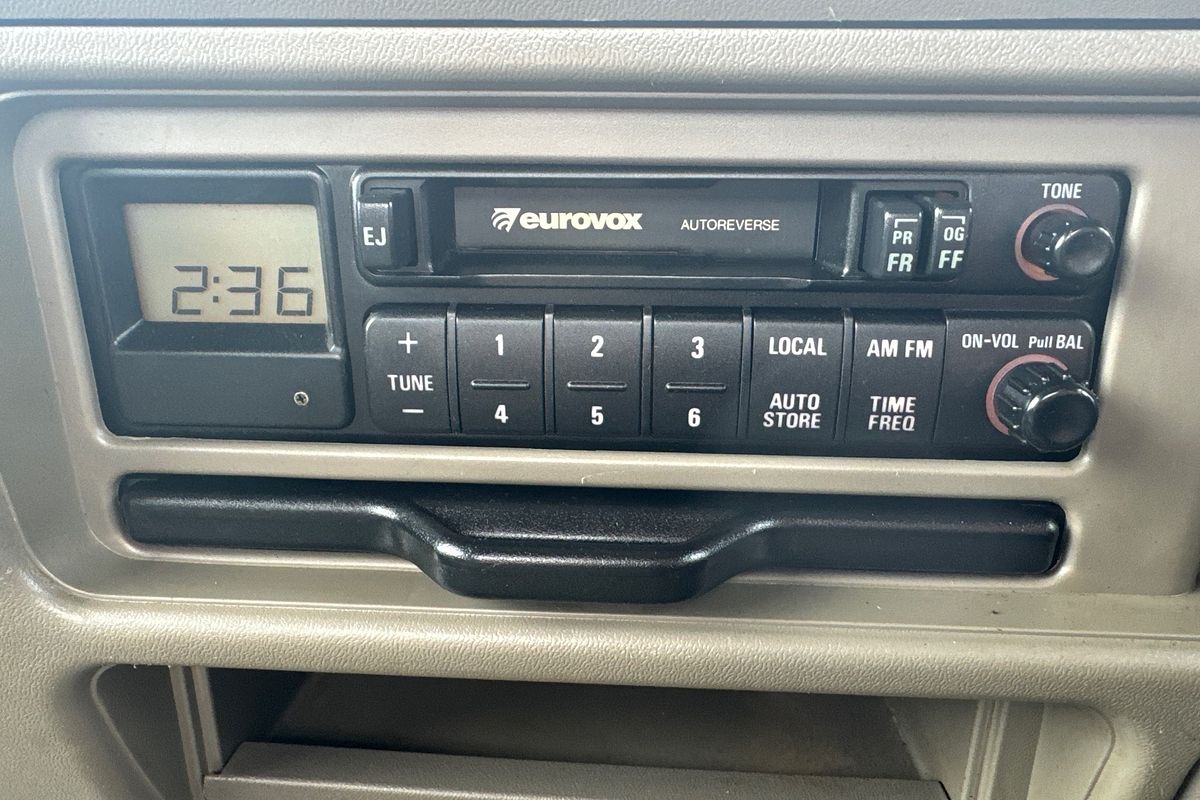 2:36
EJ
eurovox AUTOREVERSE
PR
FR
OG
FF
TONE
+
TUNE
−
1
4
2
5
3
6
LOCAL
AUTO
STORE
AM FM
TIME
FREQ
ON-VOL Pull BAL